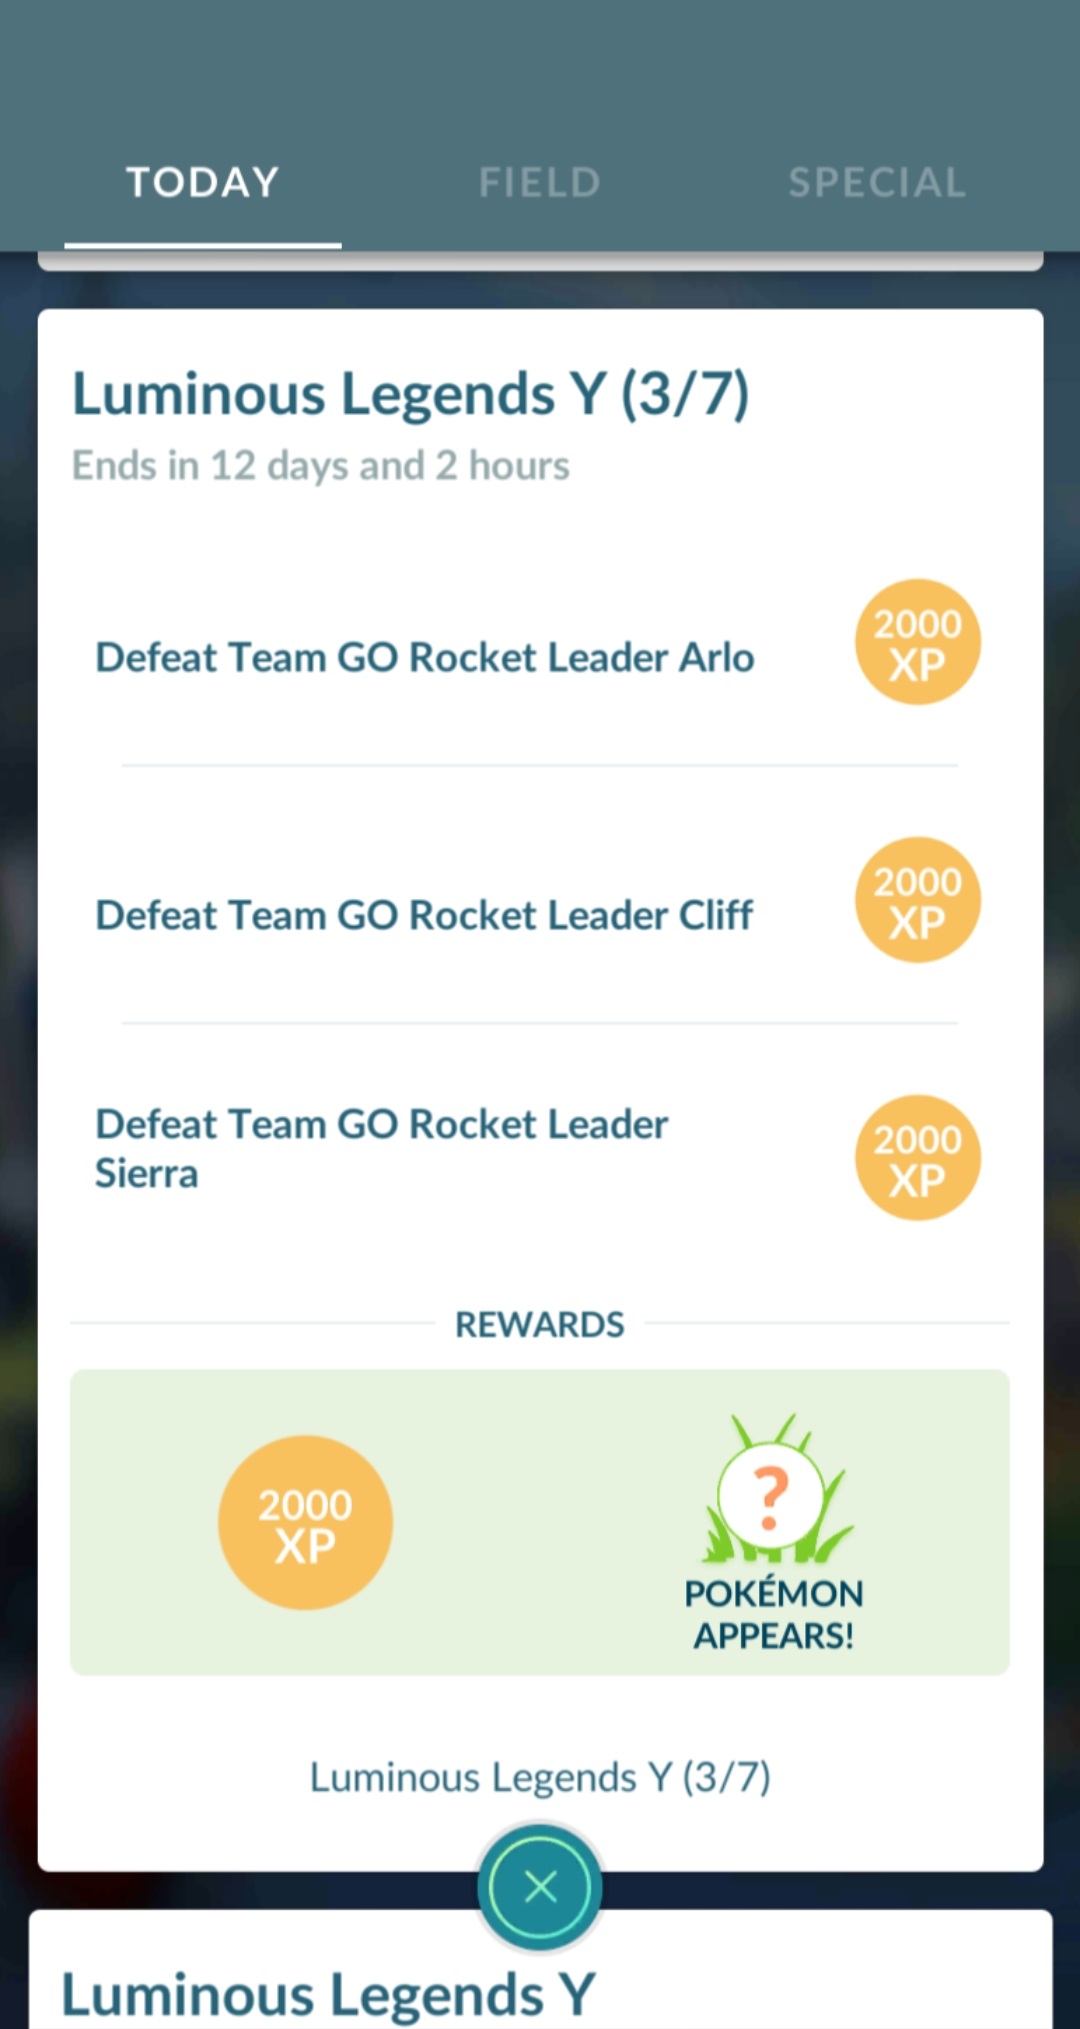 TODAY
FIELD
SPECIAL
Luminous Legends Y (3/7)
Ends in 12 days and 2 hours
Defeat Team GO Rocket Leader Arlo
2000
XP
Defeat Team GO Rocket Leader Cliff
2000
XP
Defeat Team GO Rocket Leader
Sierra
2000
XP
REWARDS
2000
XP
?
POKÉMON
APPEARS!
Luminous Legends Y (3/7)
Luminous Legends Y